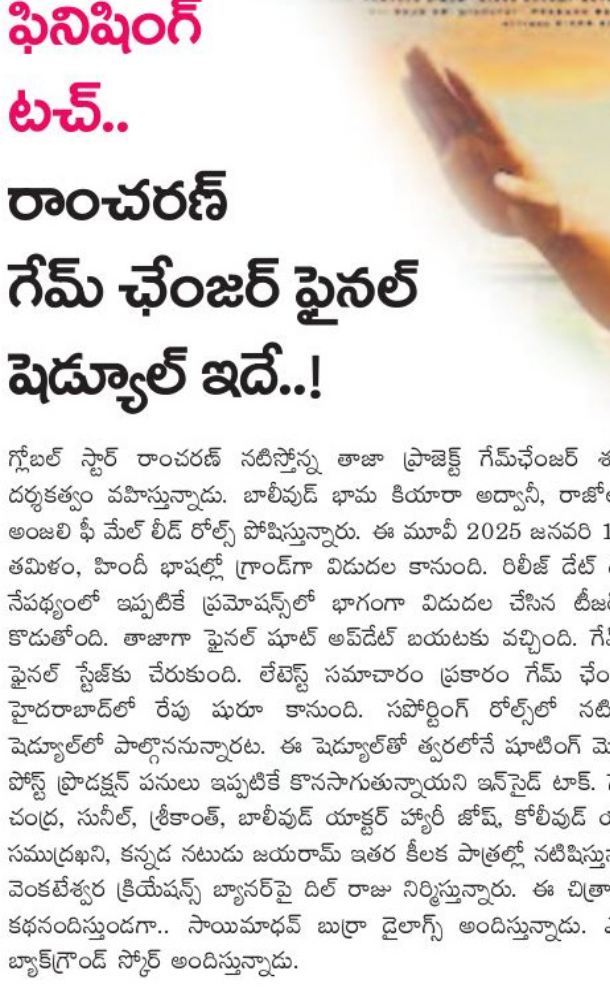 ఫినిషింగ్
టచ్..
రాంచరణ్
గేమ్ ఛేంజర్ ఫైనల్
షెడ్యూల్ ఇదే..!
గ్లోబల్ స్టార్ రాంచరణ్ నటిస్తోన్న తాజా ప్రాజెక్ట్ గేమ్‌ఛేంజర్
దర్శకత్వం వహిస్తున్నాడు. బాలీవుడ్ భామ కియారా అద్వానీ,
అంజలి ఫీ మేల్ లీడ్ రోల్స్ పోషిస్తున్నారు. ఈ మూవీ 2025 జనవరి
తమిళం, హిందీ భాషల్లో గ్రాండ్‌గా విడుదల కానుంది. రిలీజ్ డేట్
నేపథ్యంలో ఇప్పటికే ప్రమోషన్స్‌లో భాగంగా విడుదల చేసిన
కొడుతోంది. తాజాగా ఫైనల్ షూట్ అప్‌డేట్ బయటకు వచ్చింది.
ఫైనల్ స్టేజ్‌కు చేరుకుంది. లేటెస్ట్ సమాచారం ప్రకారం గేమ్
హైదరాబాద్‌లో రేపు షురూ కానుంది. సపోర్టింగ్ రోల్స్‌లో
షెడ్యూల్‌లో పాల్గొననున్నారట. ఈ షెడ్యూల్‌తో త్వరలోనే షూటింగ్
పోస్ట్ ప్రొడక్షన్ పనులు ఇప్పటికే కొనసాగుతున్నాయని ఇన్‌సైడ్ టాక్.
చంద్ర, సునీల్, శ్రీకాంత్, బాలీవుడ్ యాక్టర్ హ్యారీ జోష్, కోలీవుడ్
సముద్రఖని, కన్నడ నటుడు జయరామ్ ఇతర కీలక పాత్రల్లో
వెంకటేశ్వర క్రియేషన్స్ బ్యానర్‌పై దిల్ రాజు నిర్మిస్తున్నారు. ఈ
కథనందిస్తుండగా.. సాయిమాధవ్ బుర్రా డైలాగ్స్ అందిస్తున్నాడు.
బ్యాక్‌గ్రౌండ్ స్కోర్ అందిస్తున్నాడు.